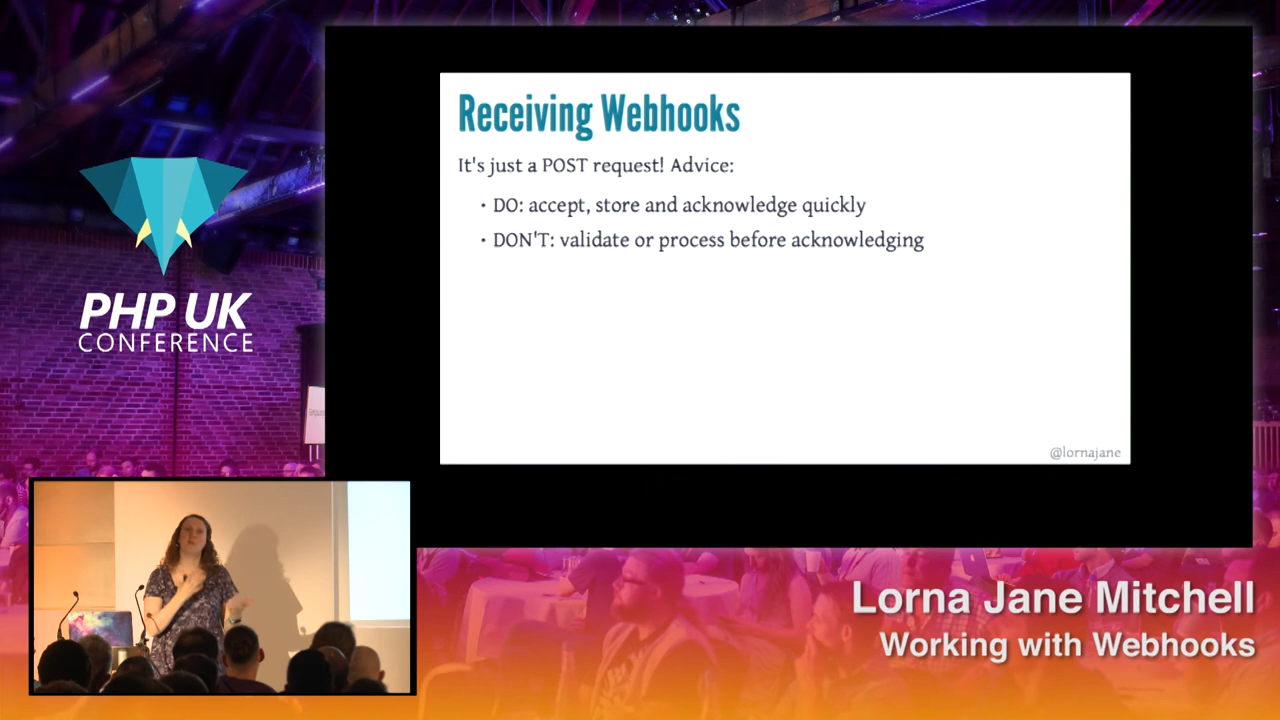 Receiving Webhooks
It's just a POST request! Advice:
• DO: accept, store and acknowledge quickly
• DON'T: validate or process before acknowledging
@lornajane
PHP UK
CONFERENCE
Lorna Jane Mitchell
Working with Webhooks